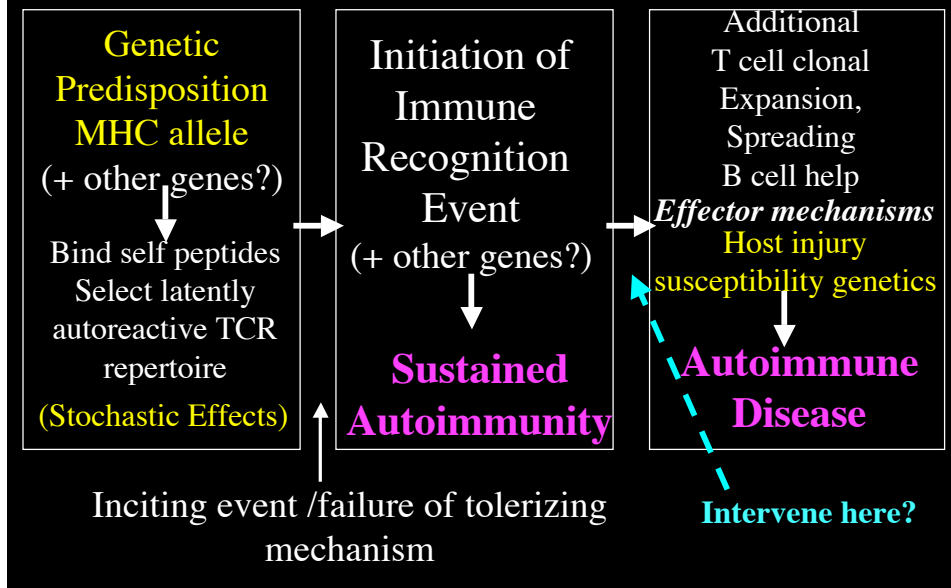 Genetic
Predisposition
MHC allele
(+ other genes?)
Bind self peptides
Select latently
autoreactive TCR
repertoire
(Stochastic Effects)
Initiation of
Immune
Recognition
Event
(+ other genes?)
Sustained
Autoimmunity
Additional
T cell clonal
Expansion,
Spreading
B cell help
Effector mechanisms
Host injury
susceptibility genetics
Autoimmune
Disease
Inciting event /failure of tolerizing
mechanism
Intervene here?